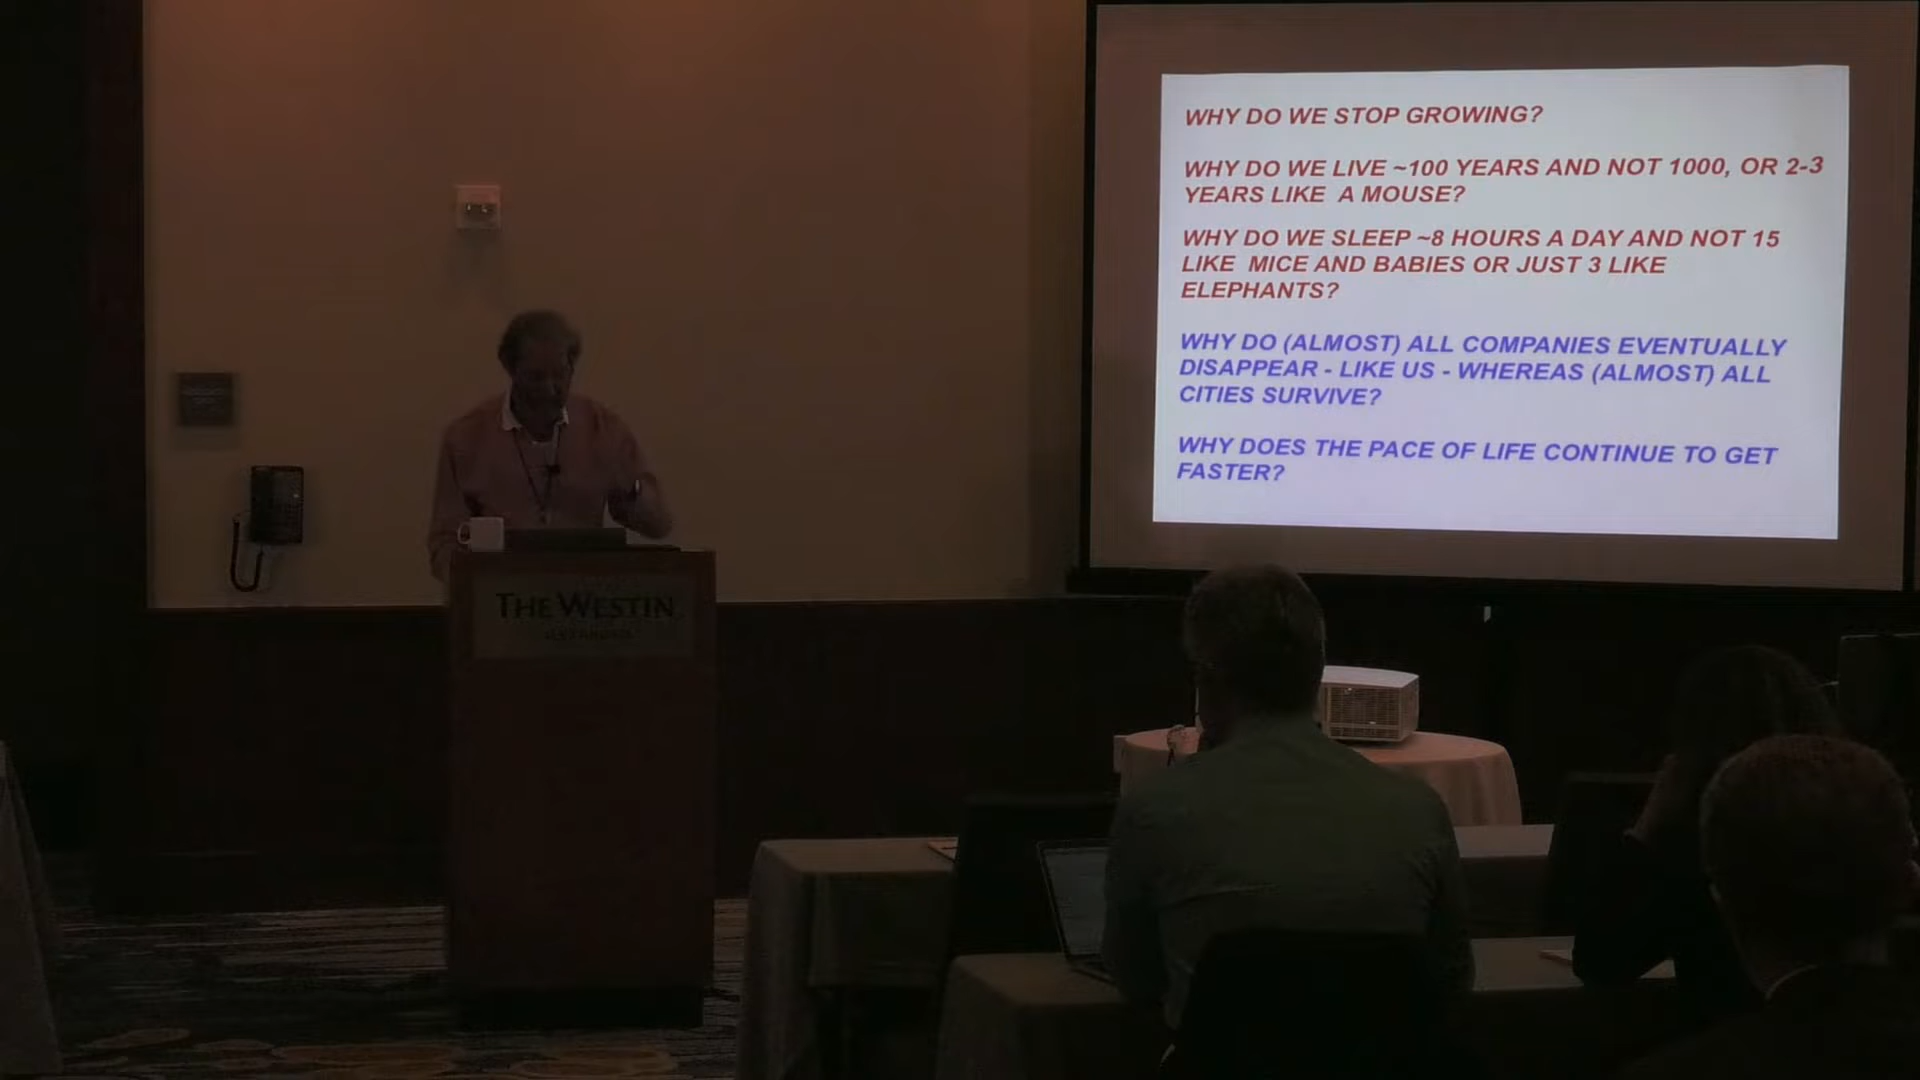 WHY DO WE STOP GROWING?
WHY DO WE LIVE ~100 YEARS AND NOT 1000, OR 2-3
YEARS LIKE A MOUSE?
WHY DO WE SLEEP ~8 HOURS A DAY AND NOT 15
LIKE MICE AND BABIES OR JUST 3 LIKE
ELEPHANTS?
WHY DO (ALMOST) ALL COMPANIES EVENTUALLY
DISAPPEAR - LIKE US - WHEREAS (ALMOST) ALL
CITIES SURVIVE?
WHY DOES THE PACE OF LIFE CONTINUE TO GET
FASTER?
THE WESTIN